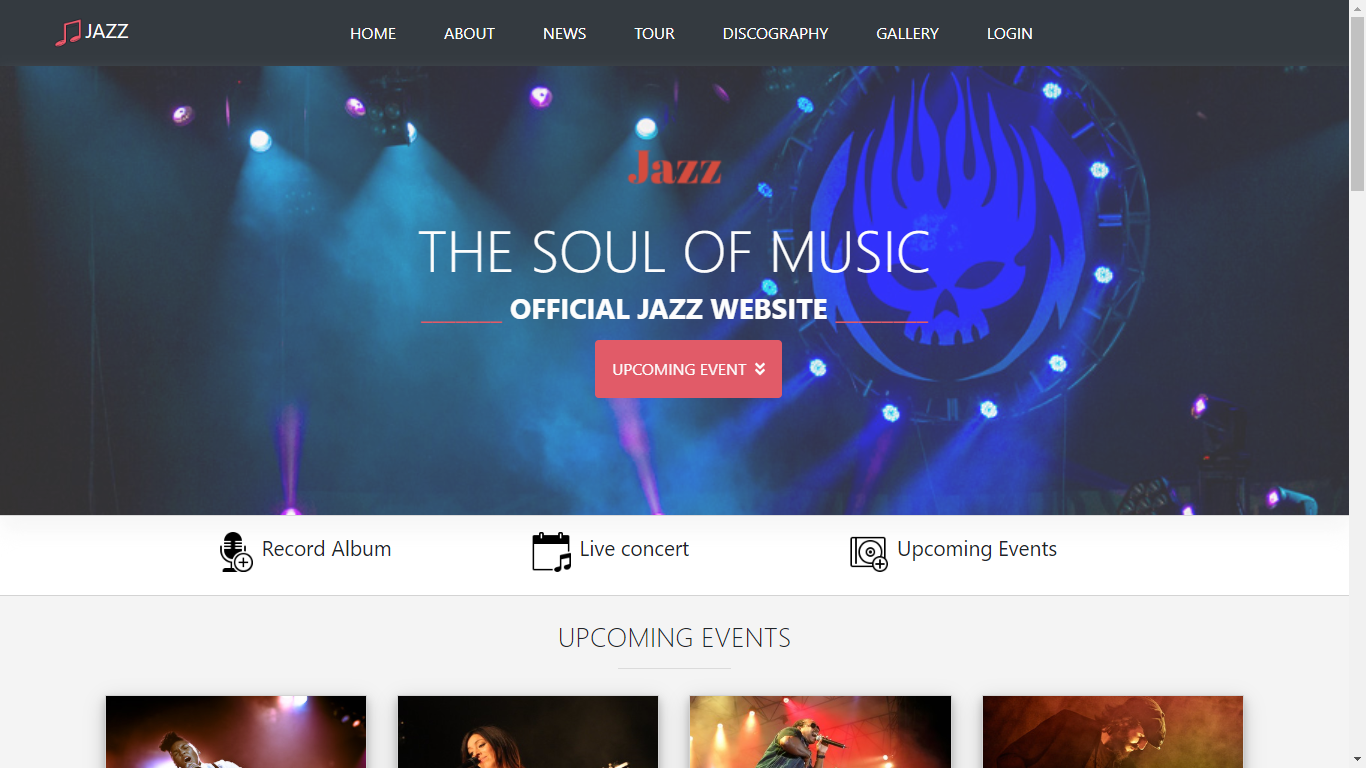 JAZZ HOME ABOUT NEWS TOUR DISCOGRAPHY GALLERY LOGIN
Jazz
THE SOUL OF MUSIC
OFFICIAL JAZZ WEBSITE
UPCOMING EVENT
Record Album Live concert Upcoming Events
UPCOMING EVENTS